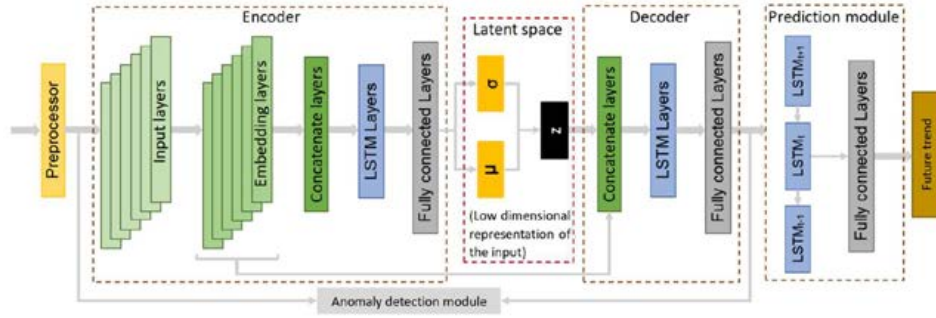 Encoder
Decoder
Prediction module
Preprocessor
Input layers
Embedding layers
Concatenate layers
LSTM Layers
Fully connected Layers
Latent space
σ
μ
z
(Low dimensional
representation of
the input)
Concatenate layers
LSTM Layers
Fully connected Layers
LSTMt+1
LSTMt
LSTMt-1
Fully connected Layers
Future trend
Anomaly detection module